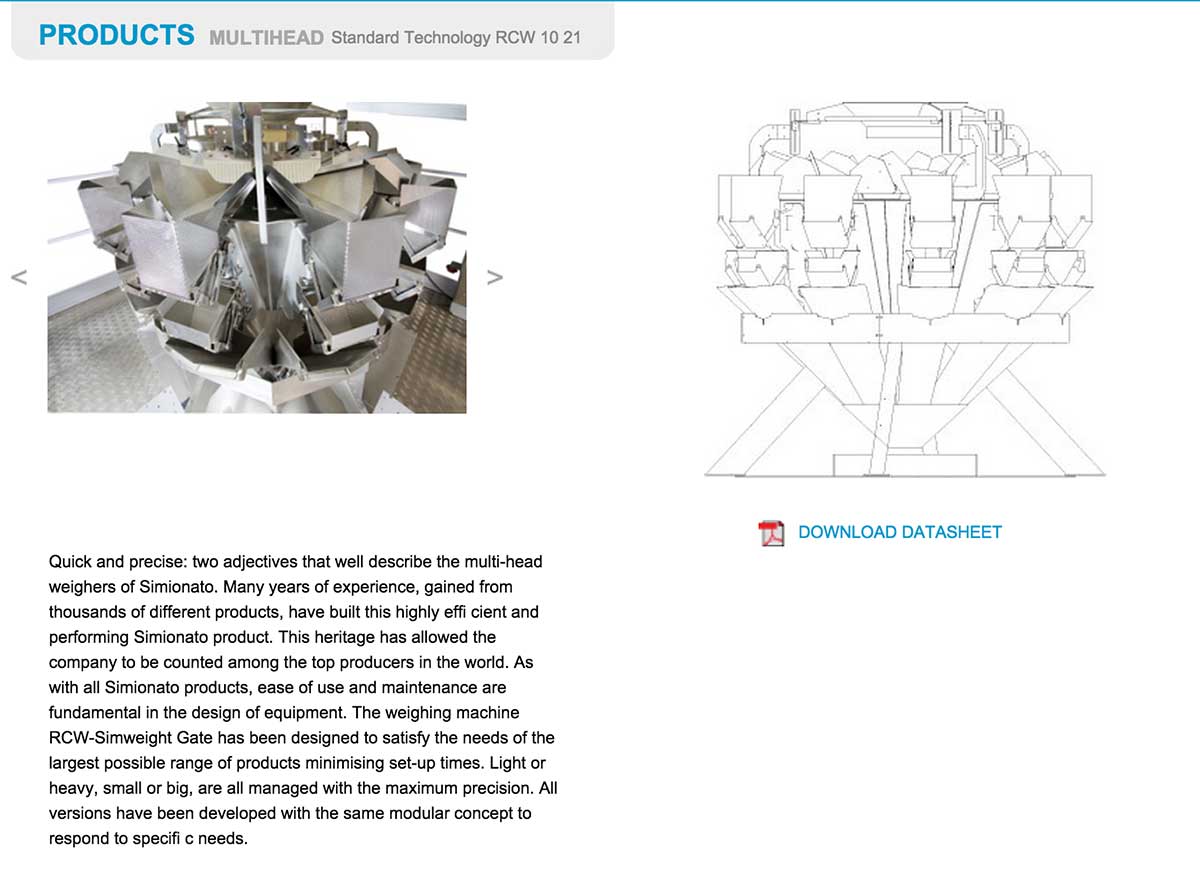 PRODUCTS MULTIHEAD Standard Technology RCW 10 21
<
>
DOWNLOAD DATASHEET
Quick and precise: two adjectives that well describe the multi-head
weighers of Simionato. Many years of experience, gained from
thousands of different products, have built this highly effi cient and
performing Simionato product. This heritage has allowed the
company to be counted among the top producers in the world. As
with all Simionato products, ease of use and maintenance are
fundamental in the design of equipment. The weighing machine
RCW-Simweight Gate has been designed to satisfy the needs of the
largest possible range of products minimising set-up times. Light or
heavy, small or big, are all managed with the maximum precision. All
versions have been developed with the same modular concept to
respond to specifi c needs.